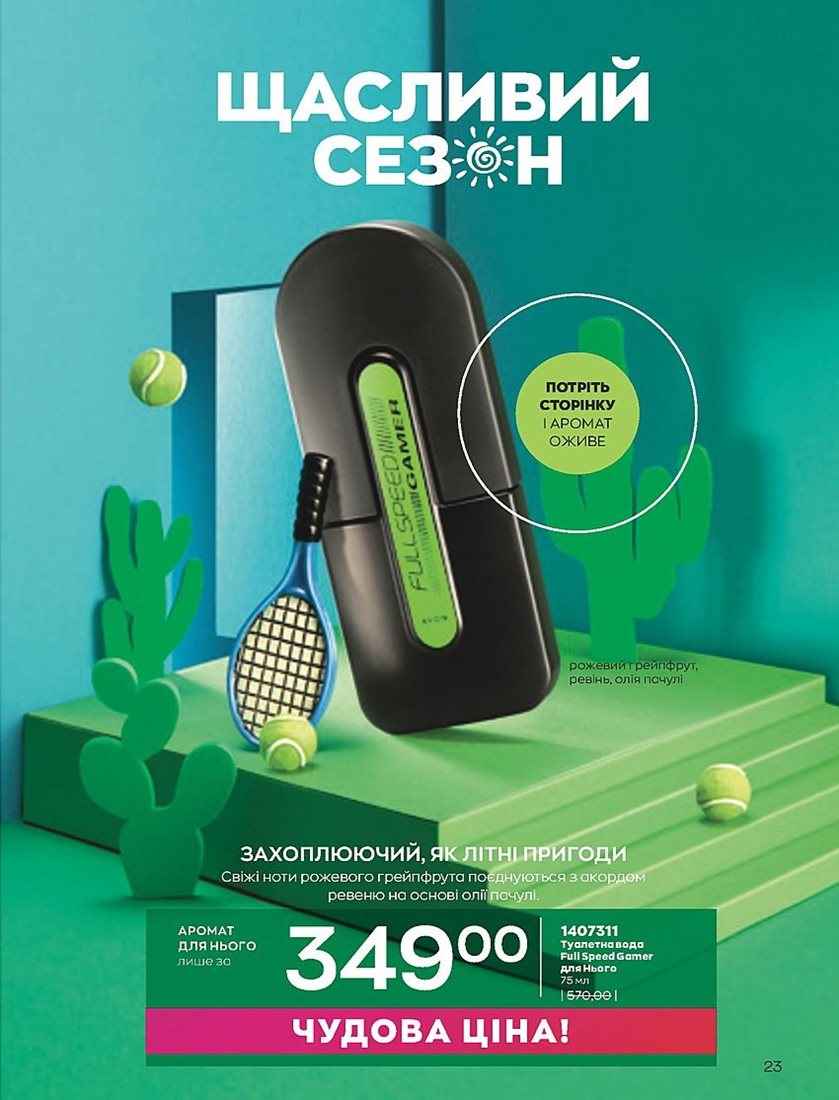 ЩАСЛИВИЙ
СЕЗОН
ПОТРІТЬ
СТОРІНКУ
І АРОМАТ
ОЖИВЕ
FULL SPEED
GAMER
AVON
рожевий грейпфрут,
ревінь, олія пачулі
ЗАХОПЛЮЮЧИЙ, ЯК ЛІТНІ ПРИГОДИ
Свіжі ноти рожевого грейпфрута поєднуються з акордом
ревеню на основі олії пачулі.
АРОМАТ
ДЛЯ НЬОГО
лише за
34900
1407311
Туалетна вода
Full Speed Gamer
для Нього
75 мл
| 570,00 |
ЧУДОВА ЦІНА!
23